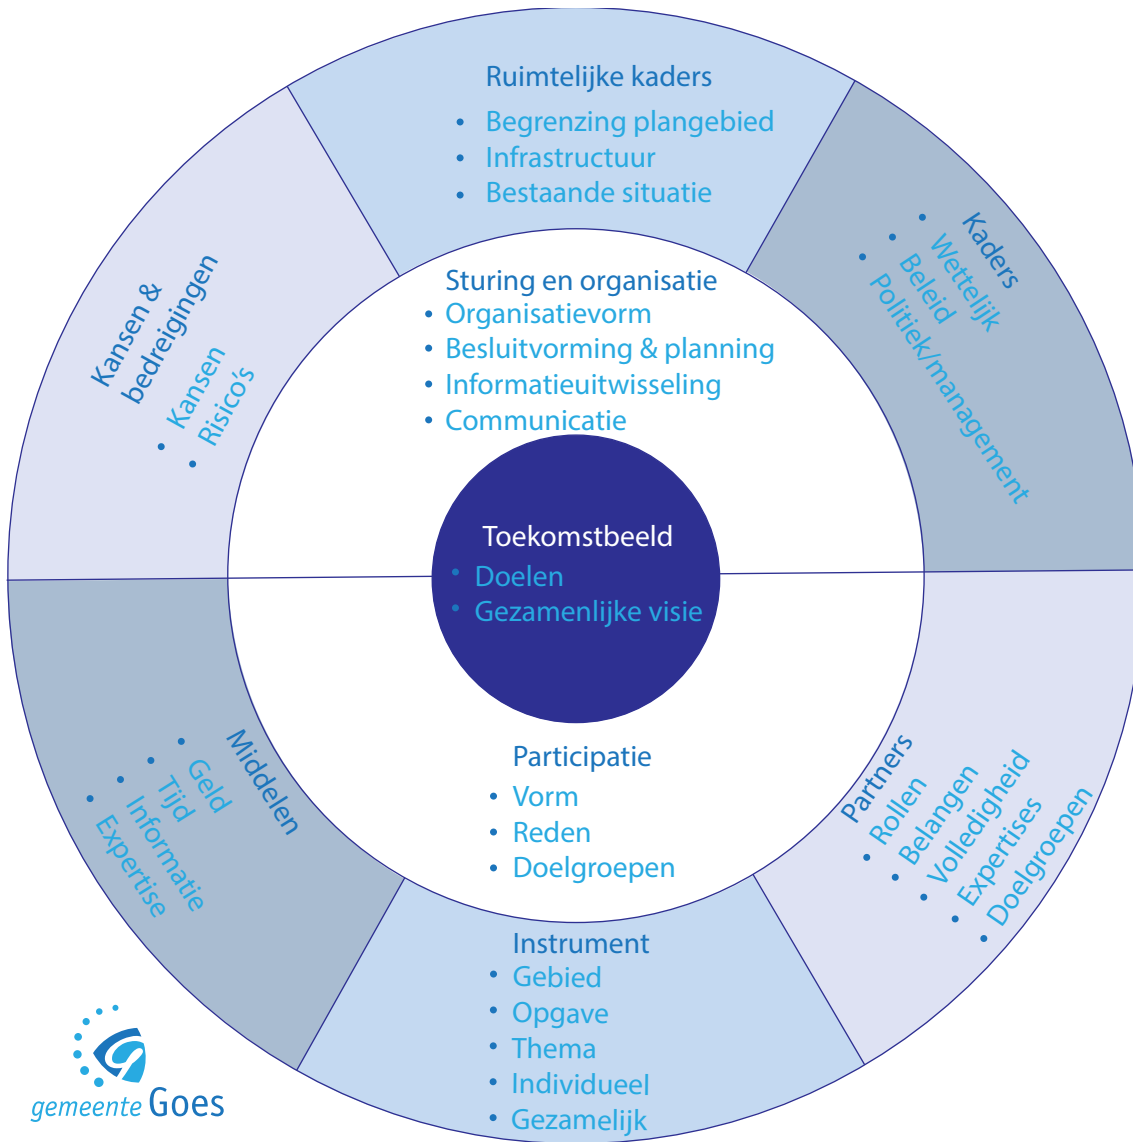 Ruimtelijke kaders
• Begrenzing plangebied
• Infrastructuur
• Bestaande situatie
Kaders
• Wettelijk
• Beleid
• Politiek/management
Kansen &
bedreigingen
• Kansen
• Risico's
Sturing en organisatie
• Organisatievorm
• Besluitvorming & planning
• Informatieuitwisseling
• Communicatie
Toekomstbeeld
• Doelen
• Gezamenlijke visie
Participatie
• Vorm
• Reden
• Doelgroepen
Middelen
• Geld
• Tijd
• Informatie
• Expertise
Partners
• Rollen
• Belangen
• Volledigheid
• Expertises
• Doelgroepen
Instrument
• Gebied
• Opgave
• Thema
• Individueel
• Gezamelijk
gemeente Goes